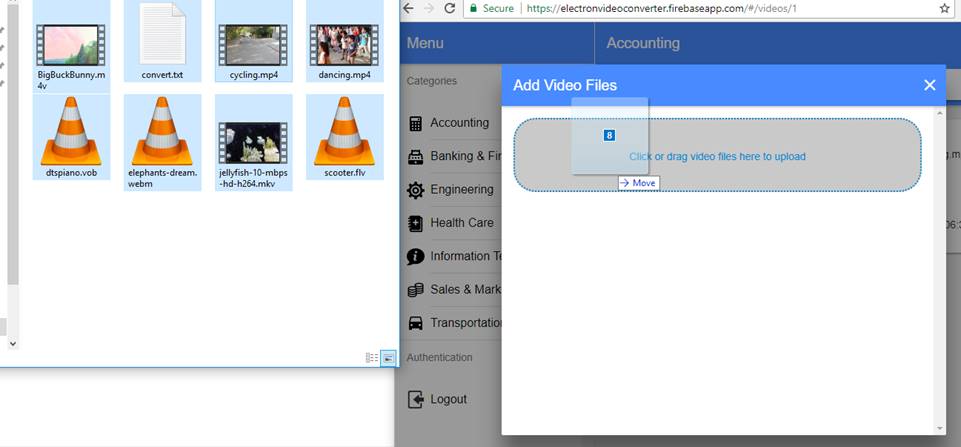 BigBuckBunny.m
4v
convert.txt
cycling.mp4
dancing.mp4
dtspiano.vob
elephants-dream.
webm
jellyfish-10-mbps
-hd-h264.mkv
scooter.flv
Secure
https://electronvideoconverter.firebaseapp.com/#/videos/1
Menu
Accounting
Categories
Accounting
Banking & Fi
Engineering
Health Care
Information Te
Sales & Mark
Transportation
Authentication
Logout
Add Video Files
8
Click or drag video files here to upload
Move